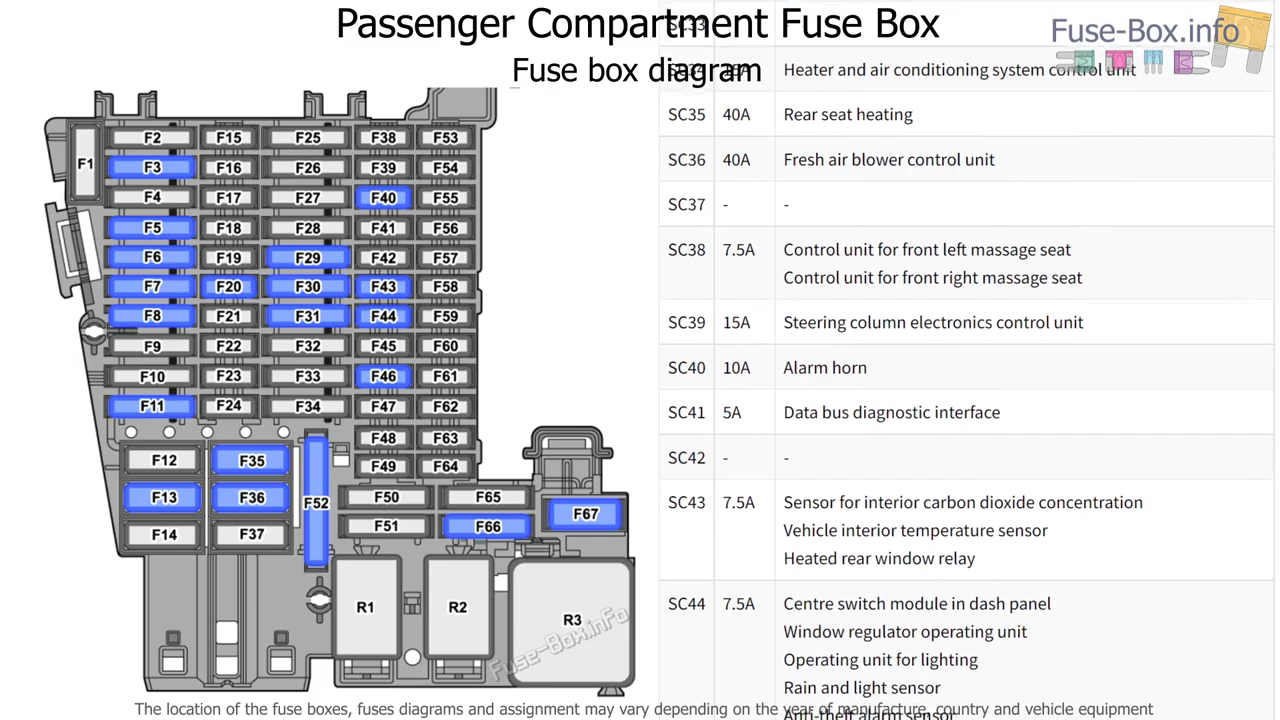 Passenger Compartment Fuse Box
Fuse box diagram
Fuse-Box.info
SC33
Heater and air conditioning system control unit
SC35 40A Rear seat heating
SC36 40A Fresh air blower control unit
SC37 - -
SC38 7.5A Control unit for front left massage seat
Control unit for front right massage seat
SC39 15A Steering column electronics control unit
SC40 10A Alarm horn
SC41 5A Data bus diagnostic interface
SC42 - -
SC43 7.5A Sensor for interior carbon dioxide concentration
Vehicle interior temperature sensor
Heated rear window relay
SC44 7.5A Centre switch module in dash panel
Window regulator operating unit
Operating unit for lighting
Rain and light sensor
Anti-theft alarm sensor
F1
F2 F15 F25 F38 F53
F3 F16 F26 F39 F54
F4 F17 F27 F40 F55
F5 F18 F28 F41 F56
F6 F19 F29 F42 F57
F7 F20 F30 F43 F58
F8 F21 F31 F44 F59
F9 F22 F32 F45 F60
F10 F23 F33 F46 F61
F11 F24 F34 F47 F62
F48 F63
F12 F35 F49 F64
F13 F36 F52 F50 F65
F14 F37 F51 F66 F67
R1 R2 R3
Fuse-Box.inFo
The location of the fuse boxes, fuses diagrams and assignment may vary depending on the year of manufacture, country and vehicle equipment